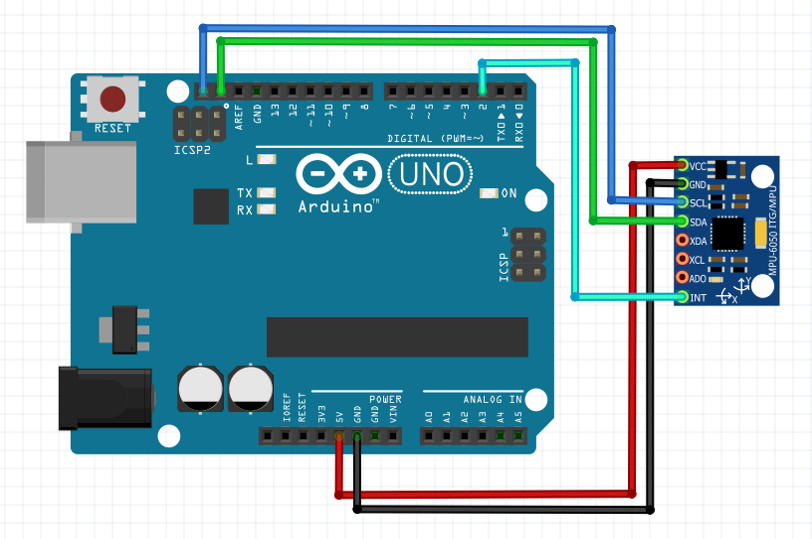 RESET
ICSP2
AREF
GND
13
12
~11
~10
~9
8
7
~6
~5
4
~3
2
TX0▶1
RX0◀0
DIGITAL (PWM=~)
L
TX
RX
UNO
Arduino™
ON
1
ICSP
IOREF
RESET
3V3
5V
GND
GND
VIN
POWER
A0
A1
A2
A3
A4
A5
ANALOG IN
VCC
GND
SCL
SDA
XDA
XCL
ADO
INT
MPU-6050 ITG/MPU
Y
X